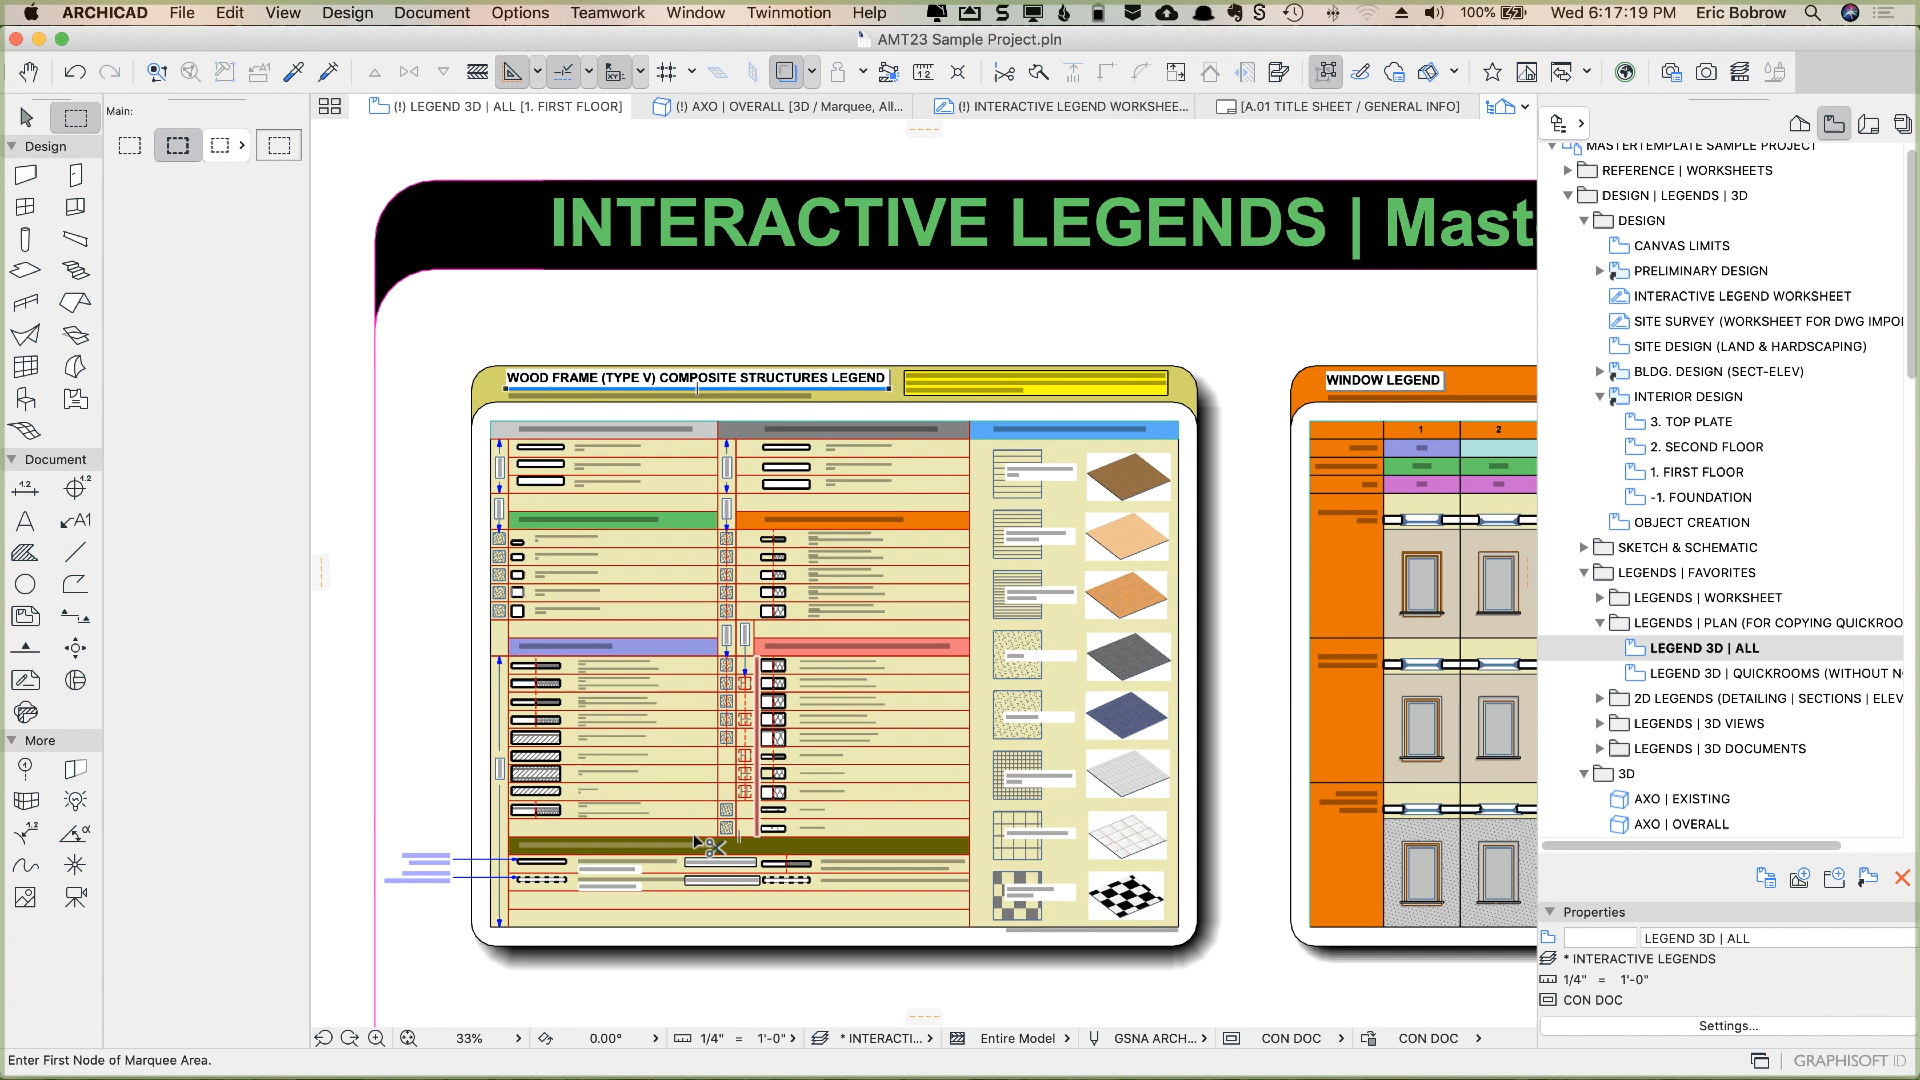 ARCHICAD File Edit View Design Document Options Teamwork Window Twinmotion Help 100% Wed 6:17:19 PM Eric Bobrow
AMT23 Sample Project.pln
Main:
(!) LEGEND 3D | ALL [1. FIRST FLOOR]
(!) AXO | OVERALL [3D / Marquee, All...
(!) INTERACTIVE LEGEND WORKSHEE...
[A.01 TITLE SHEET / GENERAL INFO]
Design
Document
More
INTERACTIVE LEGENDS | Mast
WOOD FRAME (TYPE V) COMPOSITE STRUCTURES LEGEND
WINDOW LEGEND
1 2
MASTERTEMPLATE SAMPLE PROJECT
REFERENCE | WORKSHEETS
DESIGN | LEGENDS | 3D
DESIGN
CANVAS LIMITS
PRELIMINARY DESIGN
INTERACTIVE LEGEND WORKSHEET
SITE SURVEY (WORKSHEET FOR DWG IMPO
SITE DESIGN (LAND & HARDSCAPING)
BLDG. DESIGN (SECT-ELEV)
INTERIOR DESIGN
3. TOP PLATE
2. SECOND FLOOR
1. FIRST FLOOR
-1. FOUNDATION
OBJECT CREATION
SKETCH & SCHEMATIC
LEGENDS | FAVORITES
LEGENDS | WORKSHEET
LEGENDS | PLAN (FOR COPYING QUICKROO
LEGEND 3D | ALL
LEGEND 3D | QUICKROOMS (WITHOUT N
2D LEGENDS (DETAILING | SECTIONS | ELEV
LEGENDS | 3D VIEWS
LEGENDS | 3D DOCUMENTS
3D
AXO | EXISTING
AXO | OVERALL
Properties
LEGEND 3D | ALL
* INTERACTIVE LEGENDS
1/4" = 1'-0"
CON DOC
Settings...
33% 0.00° 1/4" = 1'-0" * INTERACTI... Entire Model GSNA ARCH... CON DOC CON DOC
Enter First Node of Marquee Area.
GRAPHISOFT ID